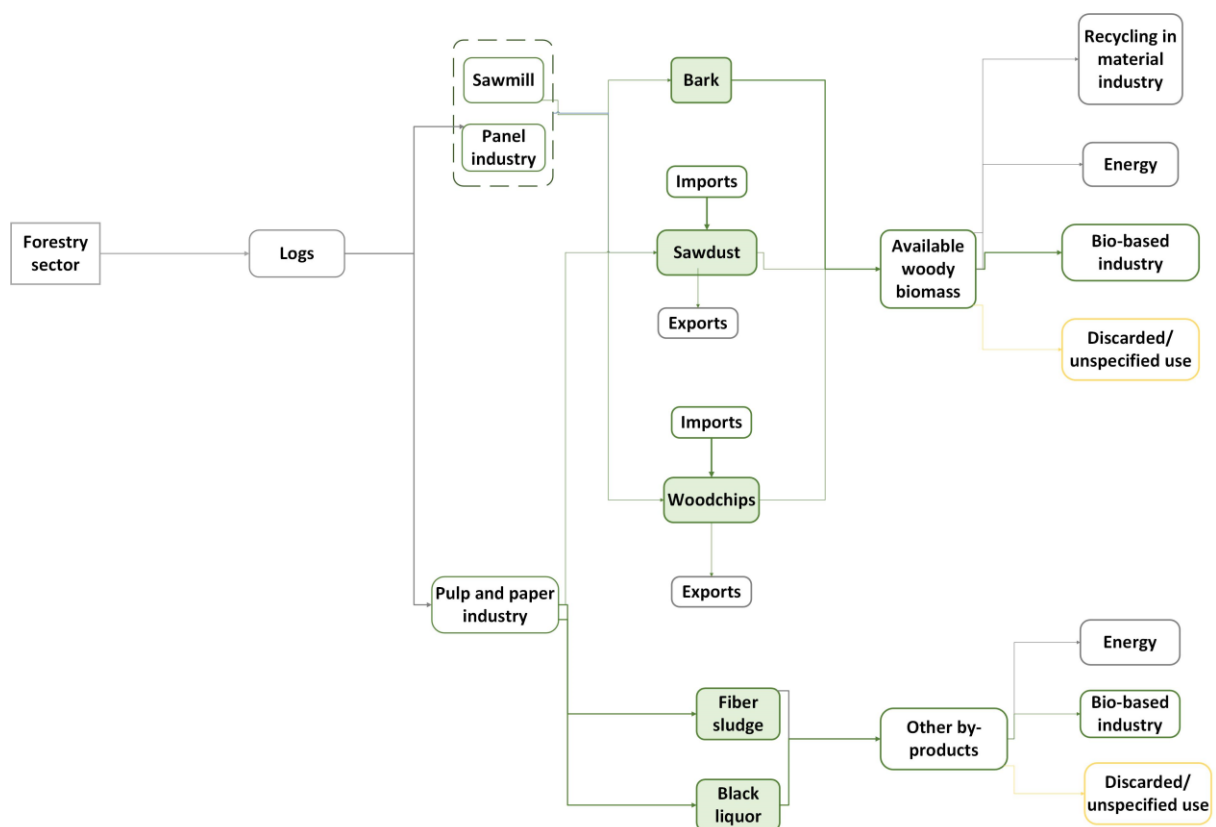 Forestry
sector
Logs
Sawmill
Panel
industry
Pulp and paper
industry
Bark
Imports
Sawdust
Exports
Imports
Woodchips
Exports
Fiber
sludge
Black
liquor
Available
woody
biomass
Other by-
products
Recycling in
material
industry
Energy
Bio-based
industry
Discarded/
unspecified use
Energy
Bio-based
industry
Discarded/
unspecified use